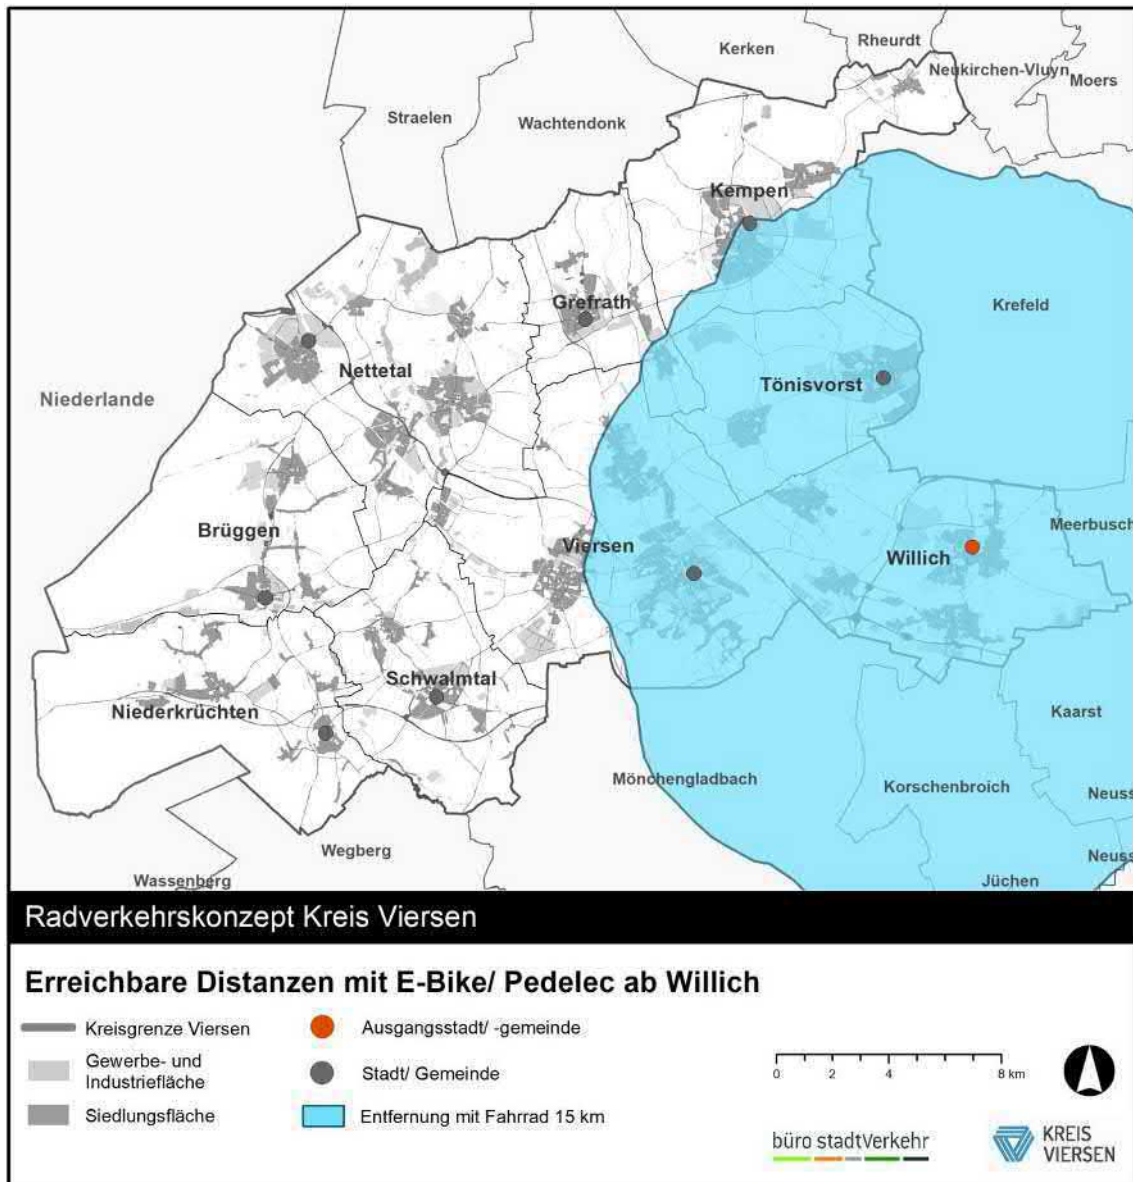 Kerken
Rheurdt
Neukirchen-Vluyn
Moers
Straelen
Wachtendonk
Kempen
Grefrath
Krefeld
Nettetal
Tönisvorst
Niederlande
Brüggen
Viersen
Meerbusch
Willich
Schwalmtal
Niederkrüchten
Kaarst
Mönchengladbach
Korschenbroich
Neuss
Wegberg
Neuss
Wassenberg
Jüchen
Radverkehrskonzept Kreis Viersen
Erreichbare Distanzen mit E-Bike/ Pedelec ab Willich
Kreisgrenze Viersen
Gewerbe- und
Industriefläche
Siedlungsfläche
Ausgangsstadt/ -gemeinde
Stadt/ Gemeinde
Entfernung mit Fahrrad 15 km
0 2 4 8 km
büro stadtVerkehr
KREIS
VIERSEN